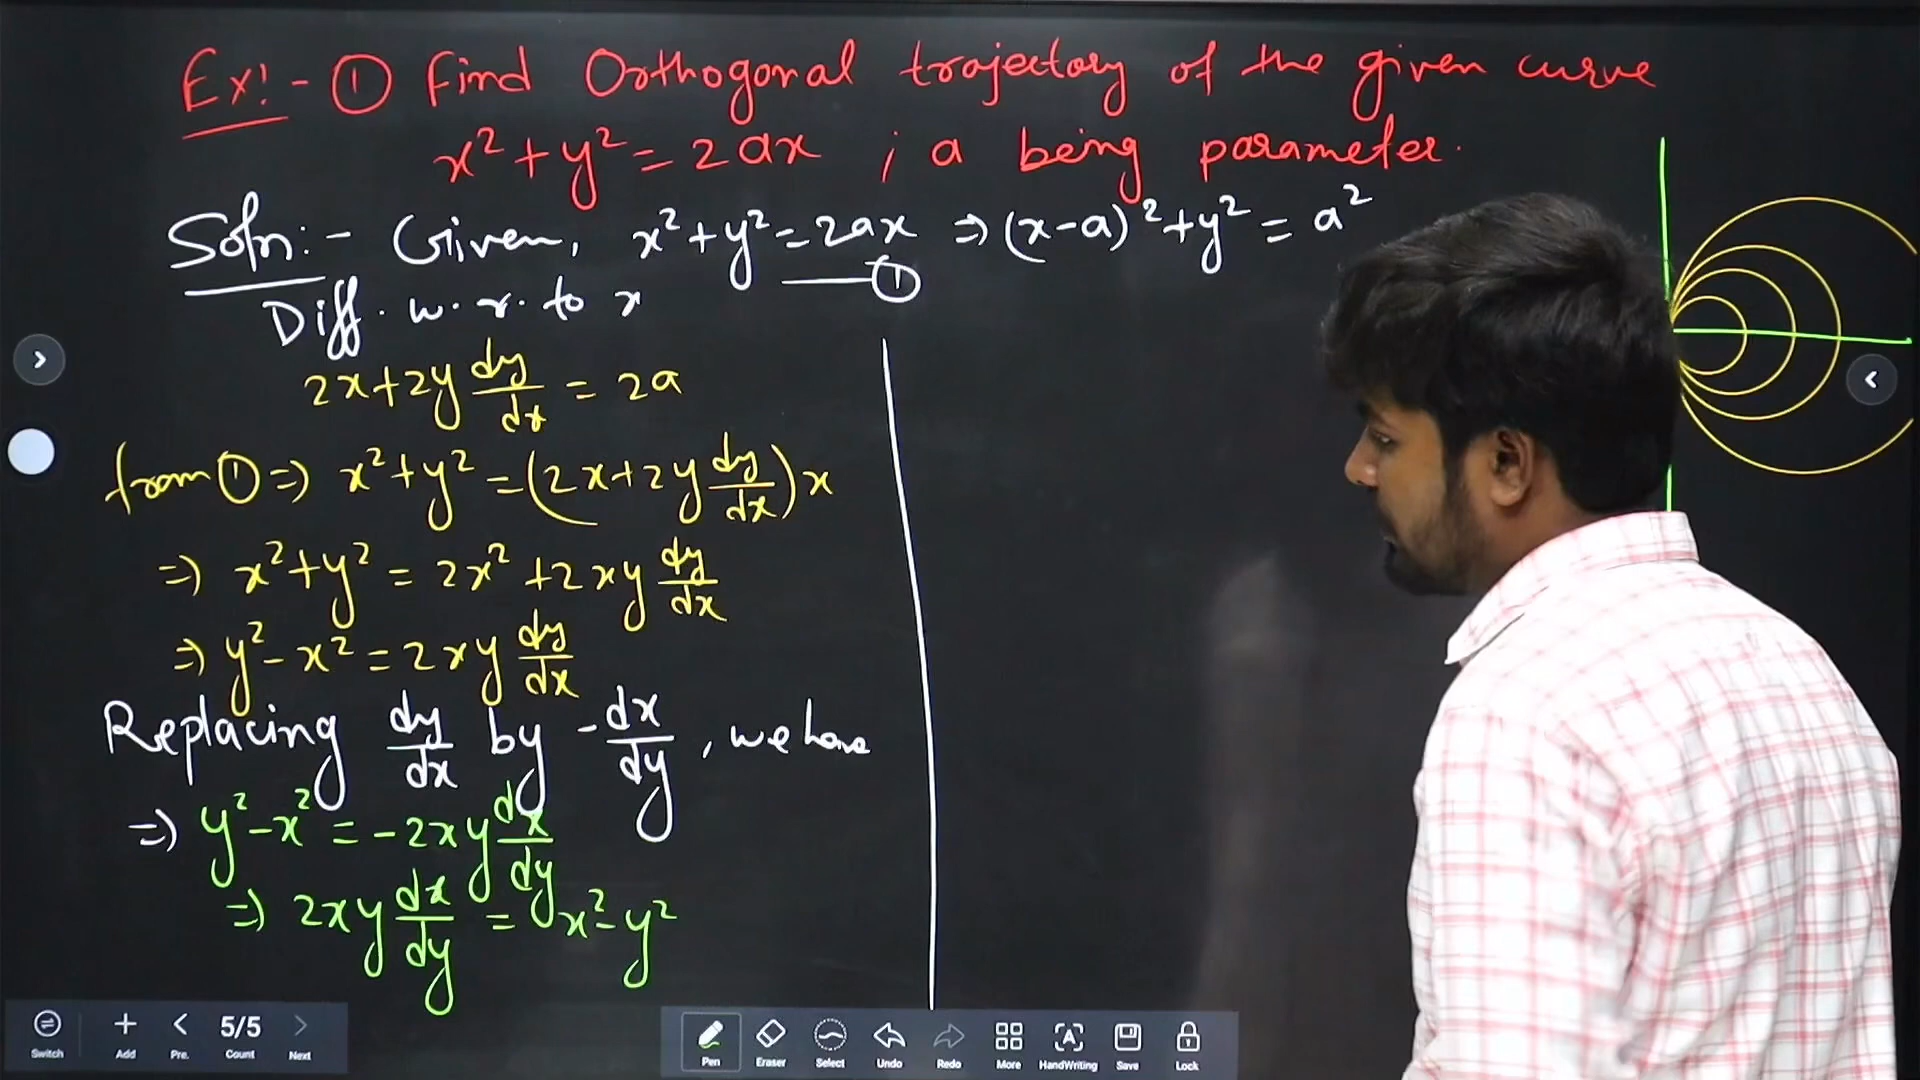 Ex:- ① Find Orthogonal trajectory of the given curve
x² + y² = 2ax ; a being parameter.
Soln:- Given, x² + y² = 2ax ⇒ (x-a)² + y² = a²
—— ①
Diff. w. r. to x
2x + 2y dy/dx = 2a
from ① ⇒ x² + y² = (2x + 2y dy/dx) x
⇒ x² + y² = 2x² + 2xy dy/dx
⇒ y² - x² = 2xy dy/dx
Replacing dy/dx by - dx/dy, we have
⇒ y² - x² = -2xy dx/dy
⇒ 2xy dx/dy = x² - y²
Switch
Add
Pre.
5/5
Count
Next
Pen
Eraser
Select
Undo
Redo
More
HandWriting
Save
Lock